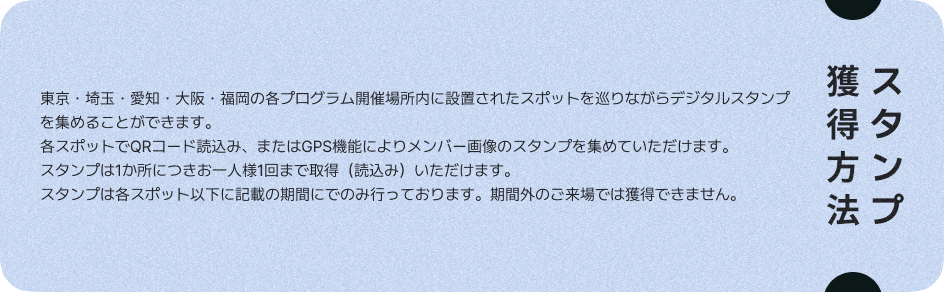 スタンプ
獲得方法
東京・埼玉・愛知・大阪・福岡の各プログラム開催場所内に設置されたスポットを巡りながらデジタルスタンプ
を集めることができます。
各スポットでQRコード読込み、またはGPS機能によりメンバー画像のスタンプを集めていただけます。
スタンプは1か所につきお一人様1回まで取得（読込み）いただけます。
スタンプは各スポット以下に記載の期間にでのみ行っております。期間外のご来場では獲得できません。